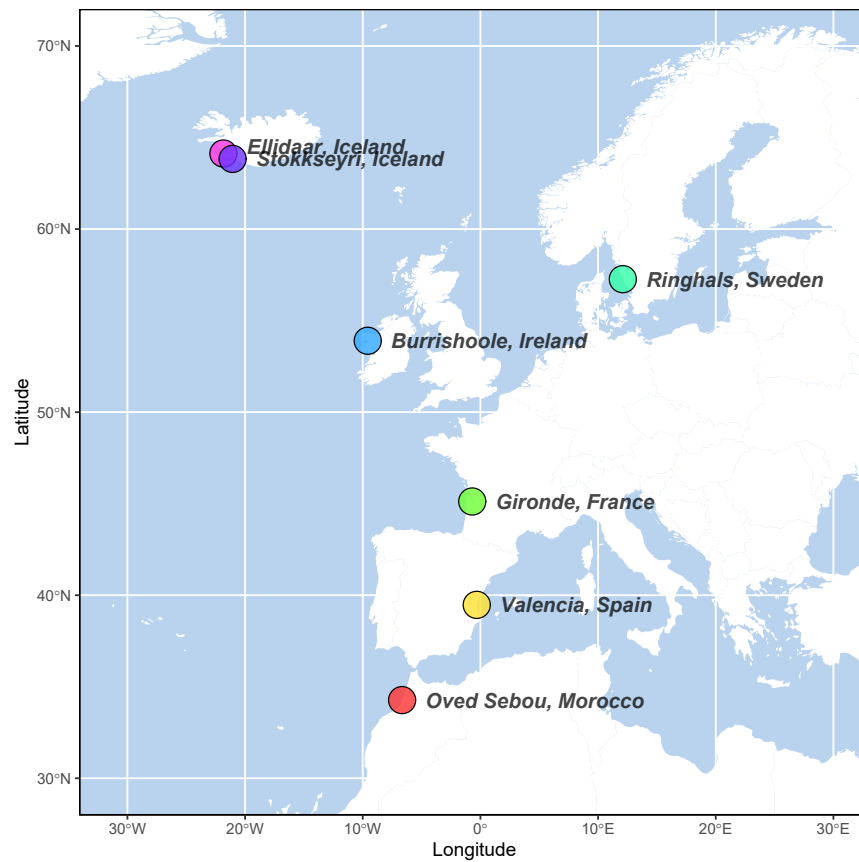 70°N
60°N
50°N
40°N
30°N
Latitude
Ellidaar, Iceland
Stokkseyri, Iceland
Ringhals, Sweden
Burrishoole, Ireland
Gironde, France
Valencia, Spain
Oved Sebou, Morocco
30°W
20°W
10°W
0°
10°E
20°E
30°E
Longitude